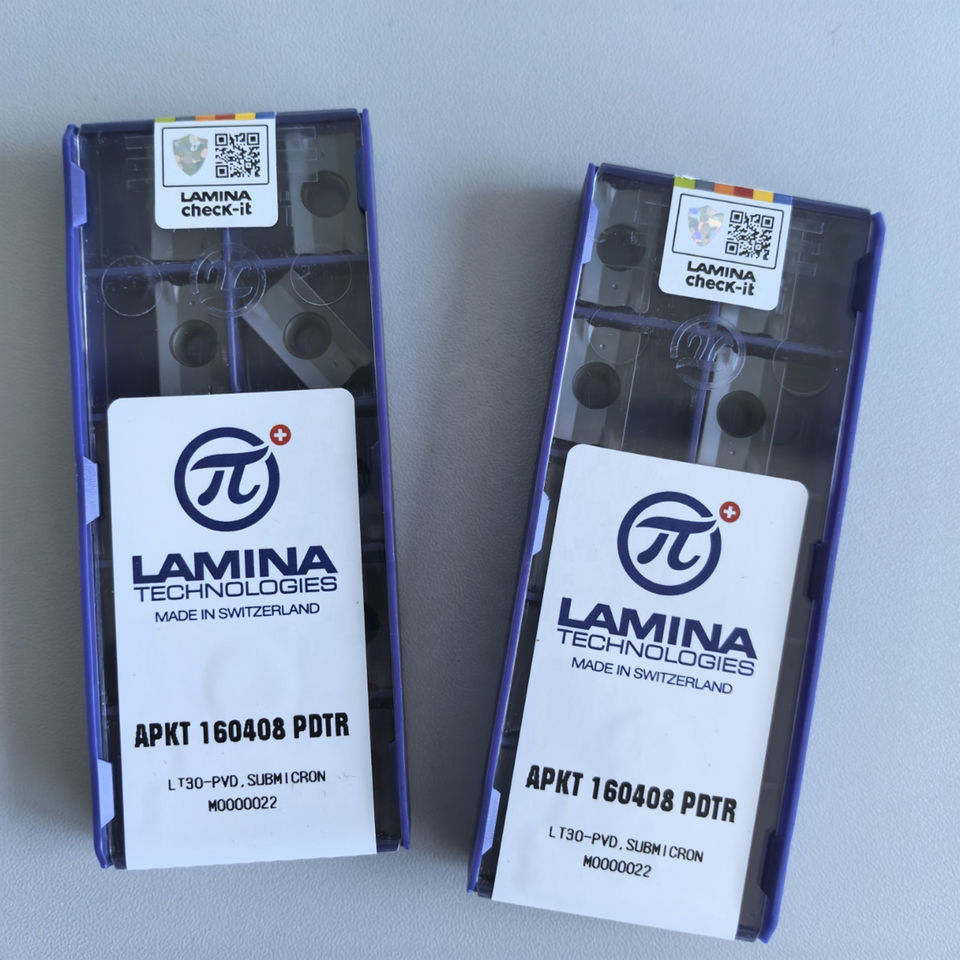 LAMINA
check-it
π
LAMINA
TECHNOLOGIES
MADE IN SWITZERLAND
APKT 160408 PDTR
LT30-PVD,SUBMICRON
M0000022
LAMINA
check-it
π
LAMINA
TECHNOLOGIES
MADE IN SWITZERLAND
APKT 160408 PDTR
LT30-PVD,SUBMICRON
M0000022